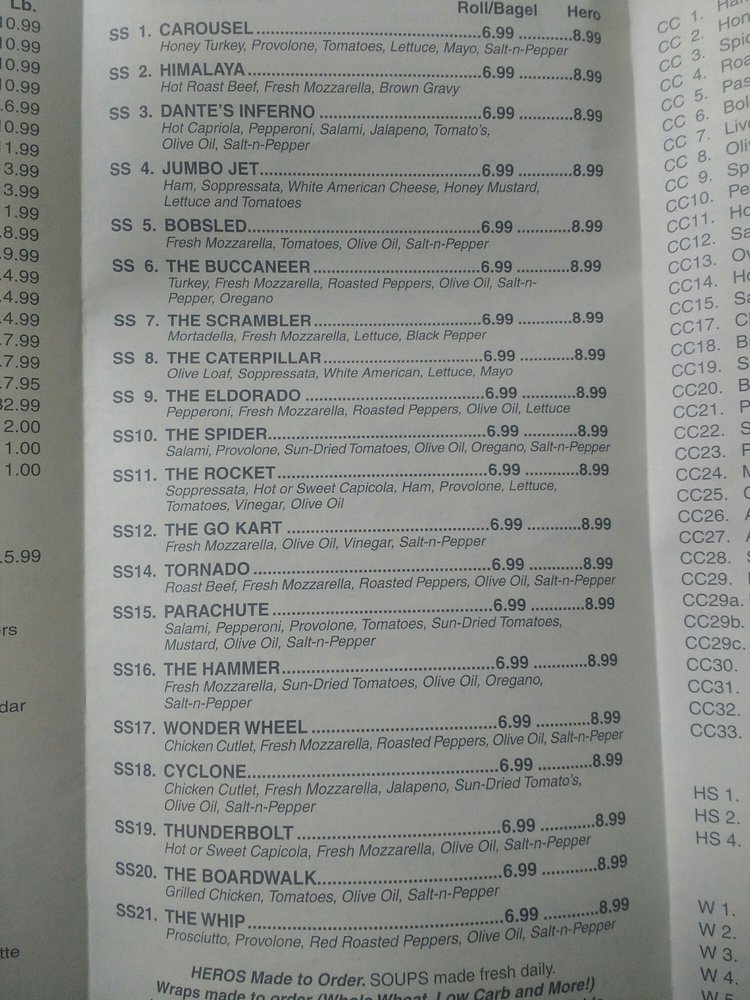 Lb.
10.99
10.99
10.99
10.99
.6.99
10.99
1.99
3.99
3.99
1.99
.8.99
.9.99
.4.99
.4.99
.4.99
.7.99
.7.99
.7.95
32.99
2.00
1.00
1.00
.5.99
rs
dar
tte
Roll/Bagel Hero
SS 1. CAROUSEL 6.99 8.99
Honey Turkey, Provolone, Tomatoes, Lettuce, Mayo, Salt-n-Pepper
SS 2. HIMALAYA 6.99 8.99
Hot Roast Beef, Fresh Mozzarella, Brown Gravy
SS 3. DANTE'S INFERNO 6.99 8.99
Hot Capriola, Pepperoni, Salami, Jalapeno, Tomato's,
Olive Oil, Salt-n-Pepper
SS 4. JUMBO JET 6.99 8.99
Ham, Soppressata, White American Cheese, Honey Mustard,
Lettuce and Tomatoes
SS 5. BOBSLED 6.99 8.99
Fresh Mozzarella, Tomatoes, Olive Oil, Salt-n-Pepper
SS 6. THE BUCCANEER 6.99 8.99
Turkey, Fresh Mozzarella, Roasted Peppers, Olive Oil, Salt-n-
Pepper, Oregano
SS 7. THE SCRAMBLER 6.99 8.99
Mortadella, Fresh Mozzarella, Lettuce, Black Pepper
SS 8. THE CATERPILLAR 6.99 8.99
Olive Loaf, Soppressata, White American, Lettuce, Mayo
SS 9. THE ELDORADO 6.99 8.99
Pepperoni, Fresh Mozzarella, Roasted Peppers, Olive Oil, Lettuce
SS10. THE SPIDER 6.99 8.99
Salami, Provolone, Sun-Dried Tomatoes, Olive Oil, Oregano, Salt-n-Pepper
SS11. THE ROCKET 6.99 8.99
Soppressata, Hot or Sweet Capicola, Ham, Provolone, Lettuce,
Tomatoes, Vinegar, Olive Oil
SS12. THE GO KART 6.99 8.99
Fresh Mozzarella, Olive Oil, Vinegar, Salt-n-Pepper
SS14. TORNADO 6.99 8.99
Roast Beef, Fresh Mozzarella, Roasted Peppers, Olive Oil, Salt-n-Pepper
SS15. PARACHUTE 6.99 8.99
Salami, Pepperoni, Provolone, Tomatoes, Sun-Dried Tomatoes,
Mustard, Olive Oil, Salt-n-Pepper
SS16. THE HAMMER 6.99 8.99
Fresh Mozzarella, Sun-Dried Tomatoes, Olive Oil, Oregano,
Salt-n-Pepper
SS17. WONDER WHEEL 6.99 8.99
Chicken Cutlet, Fresh Mozzarella, Roasted Peppers, Olive Oil, Salt-n-Peper
SS18. CYCLONE 6.99 8.99
Chicken Cutlet, Fresh Mozzarella, Jalapeno, Sun-Dried Tomato's,
Olive Oil, Salt-n-Pepper
SS19. THUNDERBOLT 6.99 8.99
Hot or Sweet Capicola, Fresh Mozzarella, Olive Oil, Salt-n-Pepper
SS20. THE BOARDWALK 6.99 8.99
Grilled Chicken, Tomatoes, Olive Oil, Salt-n-Pepper
SS21. THE WHIP 6.99 8.99
Prosciutto, Provolone, Red Roasted Peppers, Olive Oil, Salt-n-Pepper
HEROS Made to Order. SOUPS made fresh daily.
Wraps made to order (Whole Wheat, Low Carb and More!)
CC 1. Ham
CC 2. Hon
CC 3. Spic
CC 4. Roa
CC 5. Pas
CC 6. Bol
CC 7. Live
CC 8. Oli
CC 9. Sp
CC10. Pe
CC11. Ho
CC12. Sa
CC13. Ov
CC14. Ho
CC15. Sa
CC17. C
CC18. B
CC19. S
CC20. B
CC21. P
CC22. S
CC23. F
CC24. M
CC25.
CC26. A
CC27. A
CC28.
CC29.
CC29a.
CC29b.
CC29c.
CC30.
CC31.
CC32.
CC33.
HS 1.
HS 2.
HS 4.
W 1.
W 2.
W 3.
W 4.
W 5